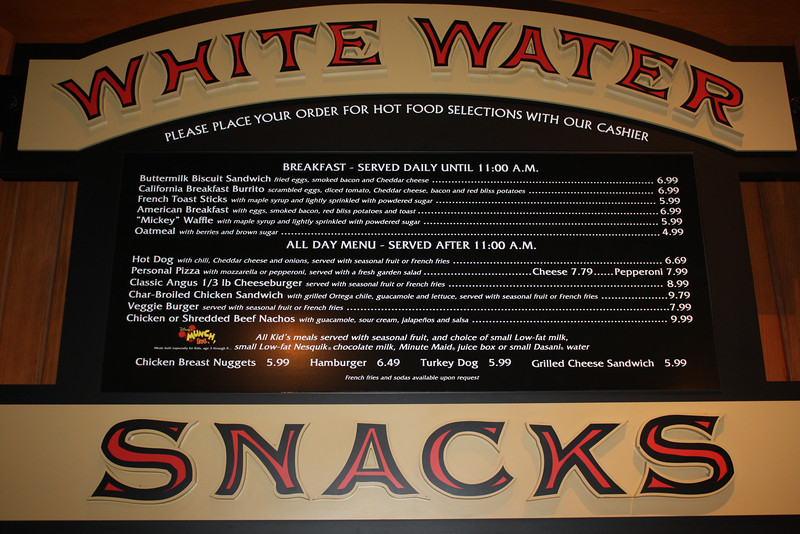 WHITE WATER
PLEASE PLACE YOUR ORDER FOR HOT FOOD SELECTIONS WITH OUR CASHIER
BREAKFAST - SERVED DAILY UNTIL 11:00 A.M.
Buttermilk Biscuit Sandwich fried eggs, smoked bacon and Cheddar cheese 6.99
California Breakfast Burrito scrambled eggs, diced tomato, Cheddar cheese, bacon and red bliss potatoes 6.99
French Toast Sticks with maple syrup and lightly sprinkled with powdered sugar 5.99
American Breakfast with eggs, smoked bacon, red bliss potatoes and toast 6.99
"Mickey" Waffle with maple syrup and lightly sprinkled with powdered sugar 5.99
Oatmeal with berries and brown sugar 4.99
ALL DAY MENU - SERVED AFTER 11:00 A.M.
Hot Dog with chili, Cheddar cheese and onions, served with seasonal fruit or French fries 6.69
Personal Pizza with mozzarella or pepperoni, served with a fresh garden salad Cheese 7.79 Pepperoni 7.99
Classic Angus 1/3 lb Cheeseburger served with seasonal fruit or French fries 8.99
Char-Broiled Chicken Sandwich with grilled Ortega chile, guacamole and lettuce, served with seasonal fruit or French fries 9.79
Veggie Burger served with seasonal fruit or French fries 7.99
Chicken or Shredded Beef Nachos with guacamole, sour cream, jalapeños and salsa 9.99
MUNCH
All Kid's meals served with seasonal fruit, and choice of small Low-fat milk,
small Low-fat Nesquik® chocolate milk, Minute Maid® juice box or small Dasani® water
Chicken Breast Nuggets 5.99 Hamburger 6.49 Turkey Dog 5.99 Grilled Cheese Sandwich 5.99
French fries and sodas available upon request
SNACKS